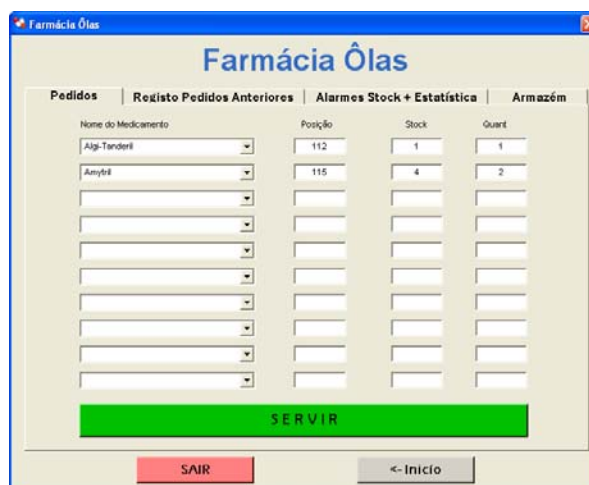 Farmácia Ôlas
Farmácia Ôlas
Pedidos | Registo Pedidos Anteriores | Alarmes Stock + Estatística | Armazém
Nome do Medicamento Posição Stock Quant
Algi-Tanderil 112 1 1
Amytril 115 4 2
SERVIR
SAIR <- Início